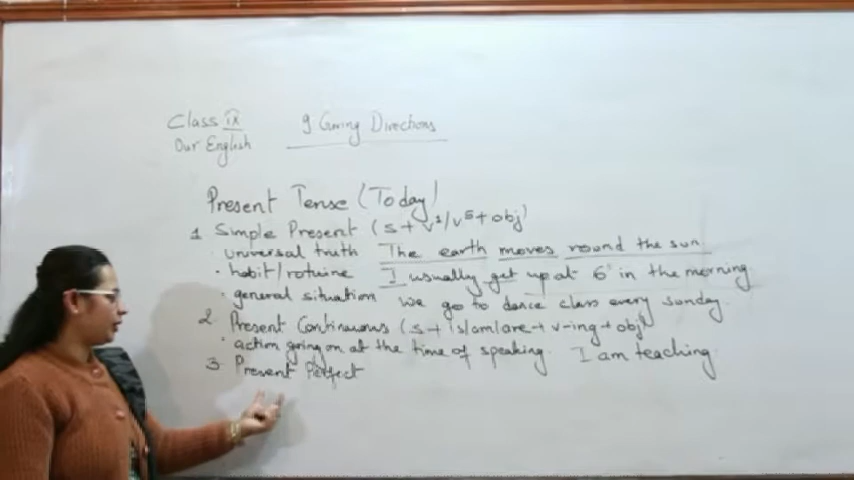 Class IX 9 Giving Directions
Our English
Present Tense (Today)
1 Simple Present (S + V¹/V⁵ + obj)
universal truth The earth moves round the sun
· habit/rotuine I usually get up at 6° in the morning
· general situation we go to dance class every sunday.
2 Present Continuous (S + is/am/are + v-ing + obj)
· action going on at the time of speaking. I am teaching
3 Present Perfect